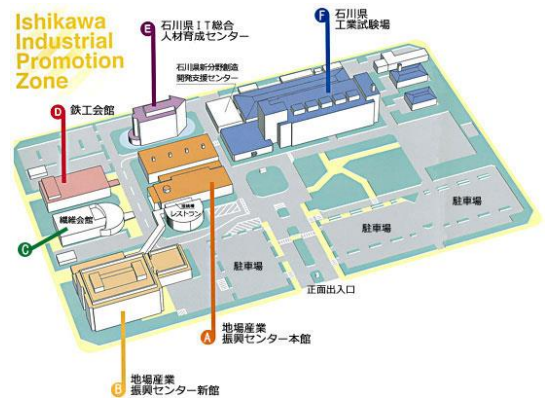 Ishikawa
Industrial
Promotion
Zone
E
石川県IT総合
人材育成センター
F
石川県
工業試験場
石川県新分野創造
開発支援センター
D
鉄工会館
レストラン
繊維会館
C
駐車場
駐車場
駐車場
正面出入口
A
地場産業
振興センター本館
B
地場産業
振興センター新館